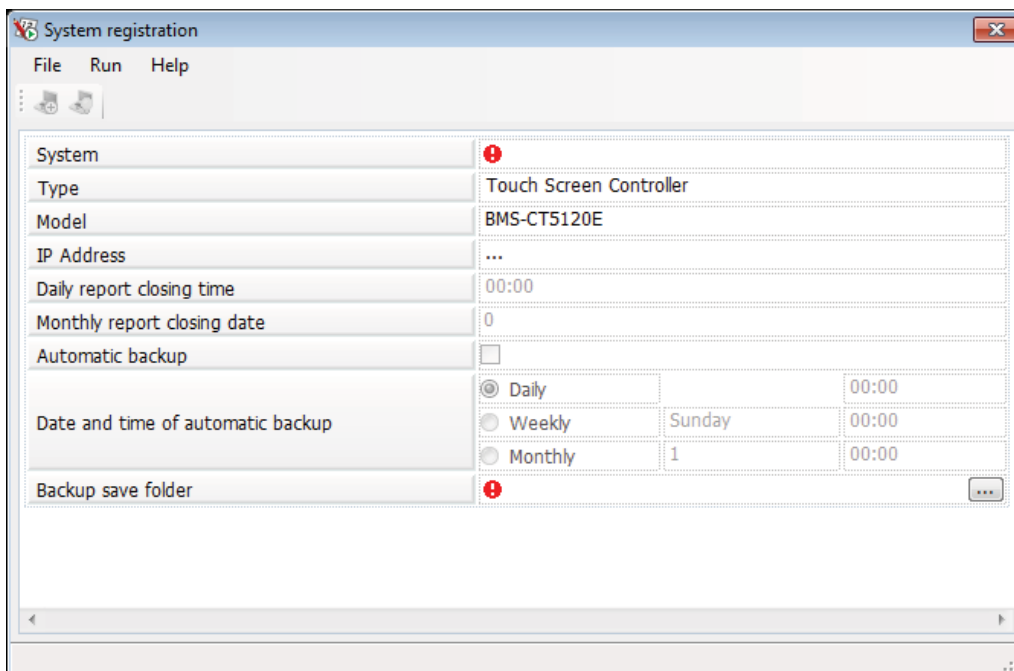 System registration
File Run Help
System
Type Touch Screen Controller
Model BMS-CT5120E
IP Address ...
Daily report closing time 00:00
Monthly report closing date 0
Automatic backup
Date and time of automatic backup
Daily 00:00
Weekly Sunday 00:00
Monthly 1 00:00
Backup save folder ...